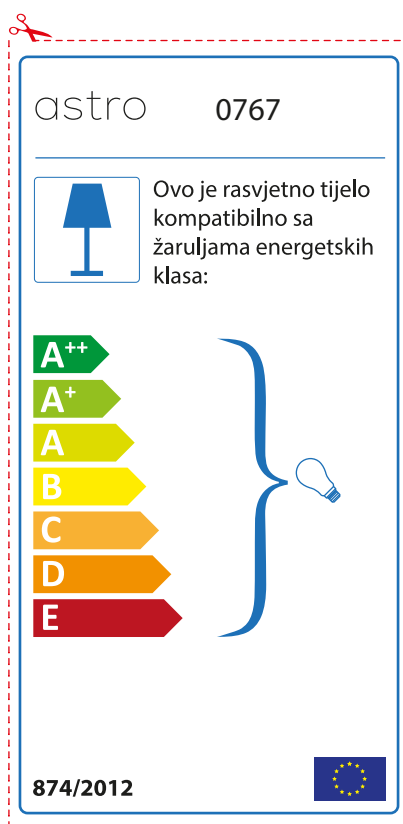 astro 0767
Ovo je rasvjetno tijelo
kompatibilno sa
žaruljama energetskih
klasa:
A++
A+
A
B
C
D
E
874/2012